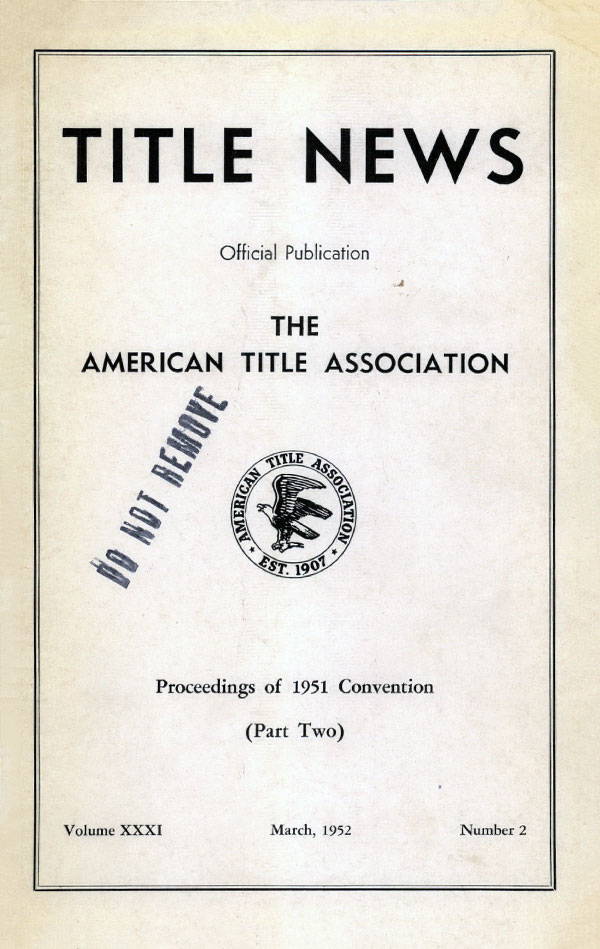 TITLE NEWS
Official Publication
THE
AMERICAN TITLE ASSOCIATION
DO NOT REMOVE
AMERICAN TITLE ASSOCIATION
★ EST. 1907 ★
Proceedings of 1951 Convention
(Part Two)
Volume XXXI March, 1952 Number 2